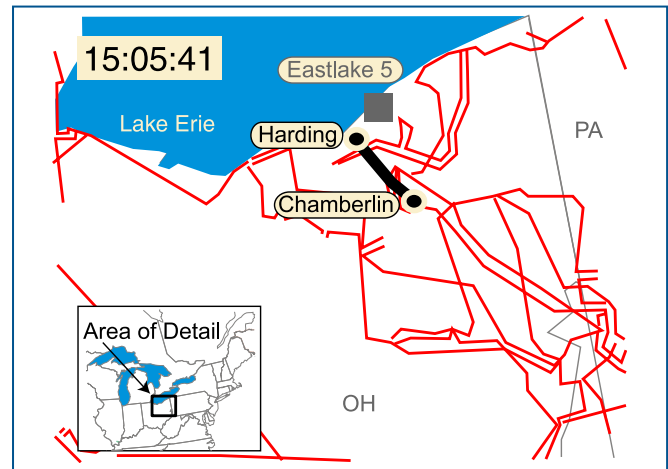 15:05:41
Eastlake 5
Lake Erie
Harding
PA
Chamberlin
Area of Detail
OH